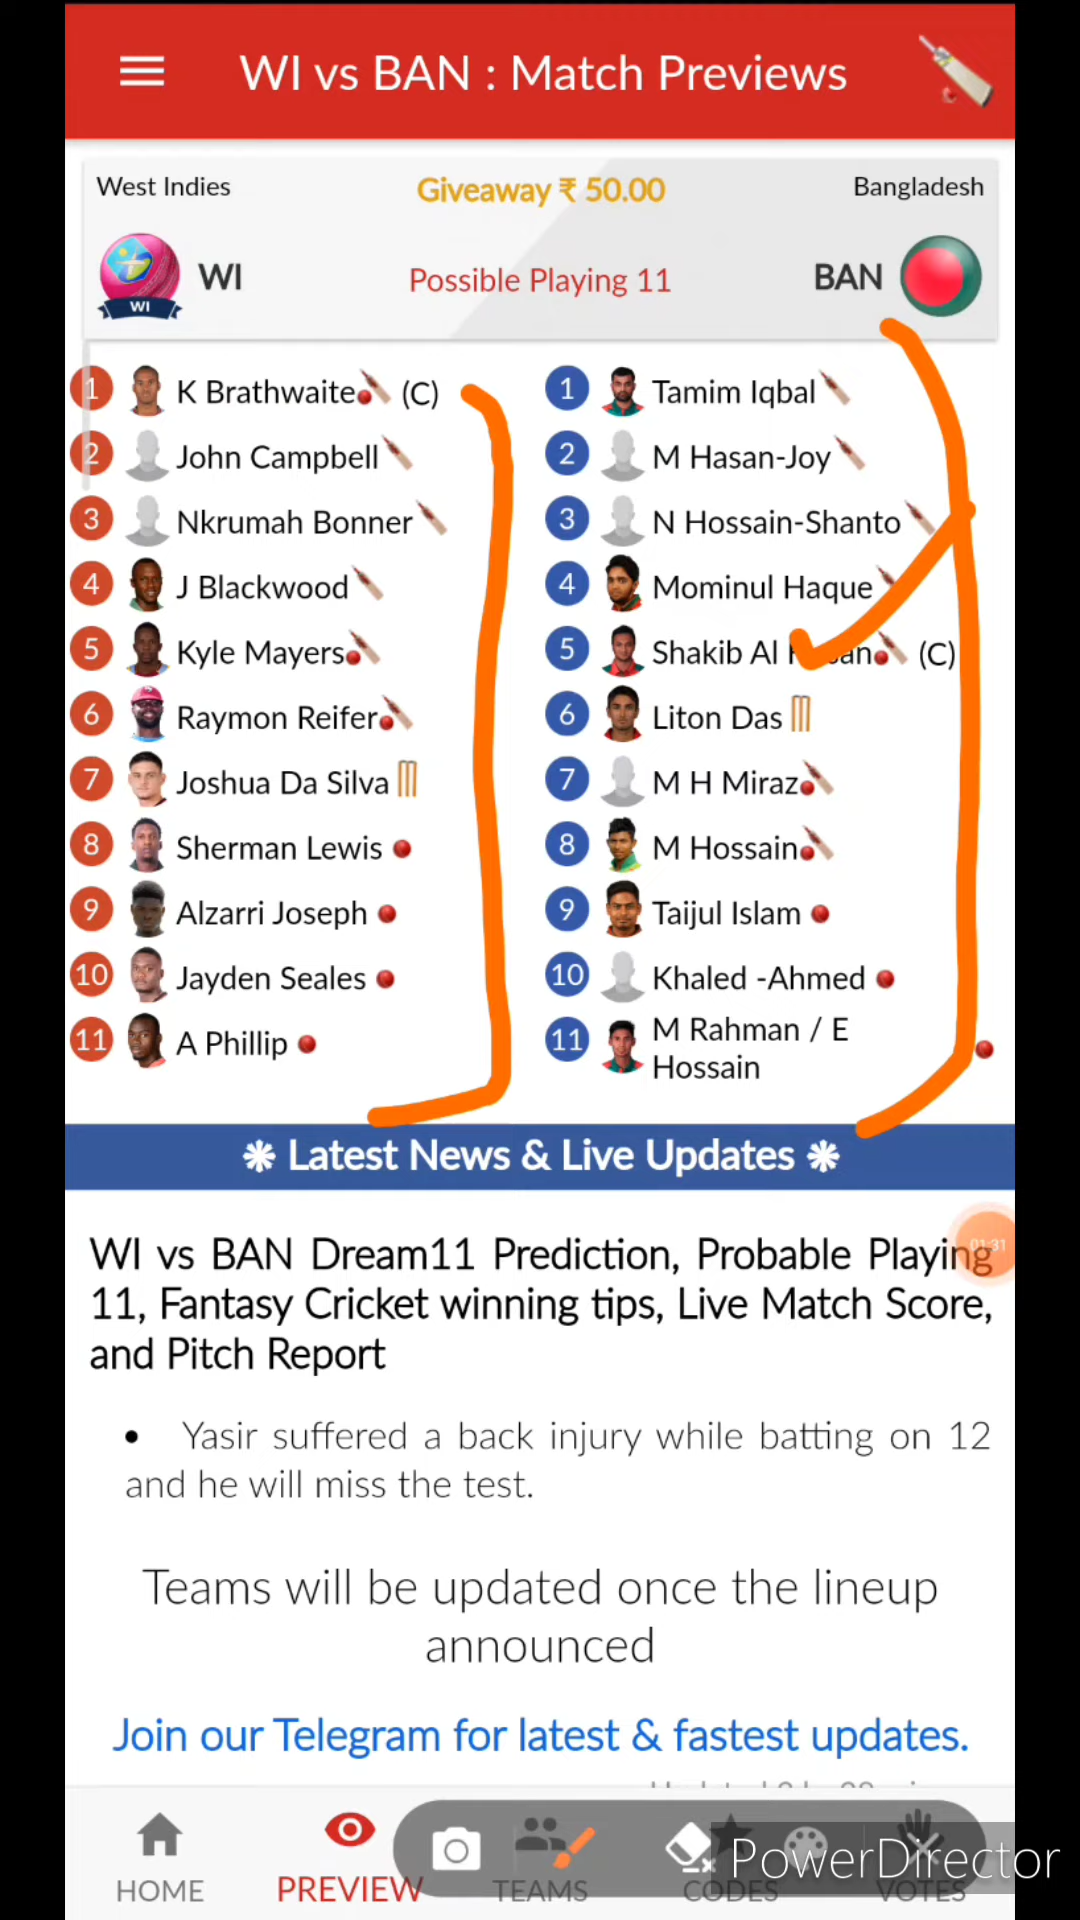 WI vs BAN : Match Previews
West Indies
Giveaway ₹ 50.00
Bangladesh
WI
WI
Possible Playing 11
BAN
1 K Brathwaite (C)
2 John Campbell
3 Nkrumah Bonner
4 J Blackwood
5 Kyle Mayers
6 Raymon Reifer
7 Joshua Da Silva
8 Sherman Lewis
9 Alzarri Joseph
10 Jayden Seales
11 A Phillip
1 Tamim Iqbal
2 M Hasan-Joy
3 N Hossain-Shanto
4 Mominul Haque
5 Shakib Al (C)
6 Liton Das
7 M H Miraz
8 M Hossain
9 Taijul Islam
10 Khaled -Ahmed
11 M Rahman / E
Hossain
Latest News & Live Updates
WI vs BAN Dream11 Prediction, Probable Playing
11, Fantasy Cricket winning tips, Live Match Score,
and Pitch Report
01:31
• Yasir suffered a back injury while batting on 12
and he will miss the test.
Teams will be updated once the lineup
announced
Join our Telegram for latest & fastest updates.
HOME
PREVIEW
TEAMS
CODES
VOTES
PowerDirector